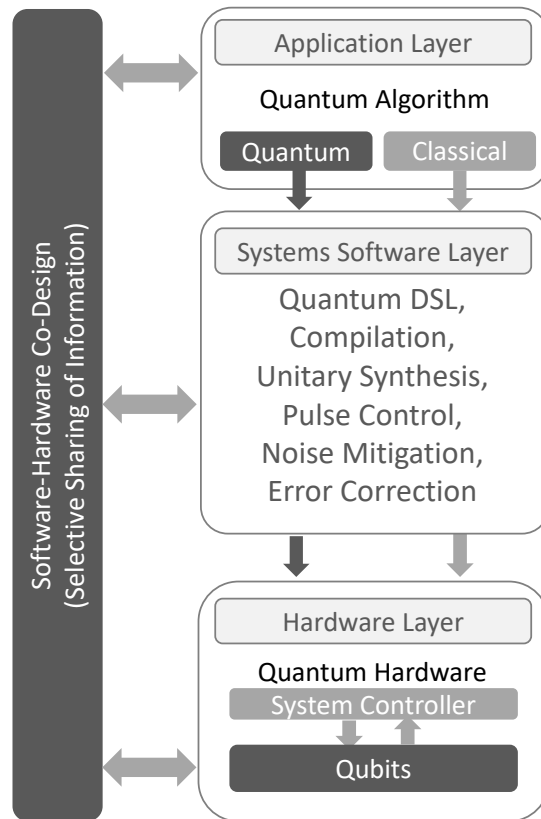 Software-Hardware Co-Design
(Selective Sharing of Information)
Application Layer
Quantum Algorithm
Quantum
Classical
Systems Software Layer
Quantum DSL,
Compilation,
Unitary Synthesis,
Pulse Control,
Noise Mitigation,
Error Correction
Hardware Layer
Quantum Hardware
System Controller
Qubits